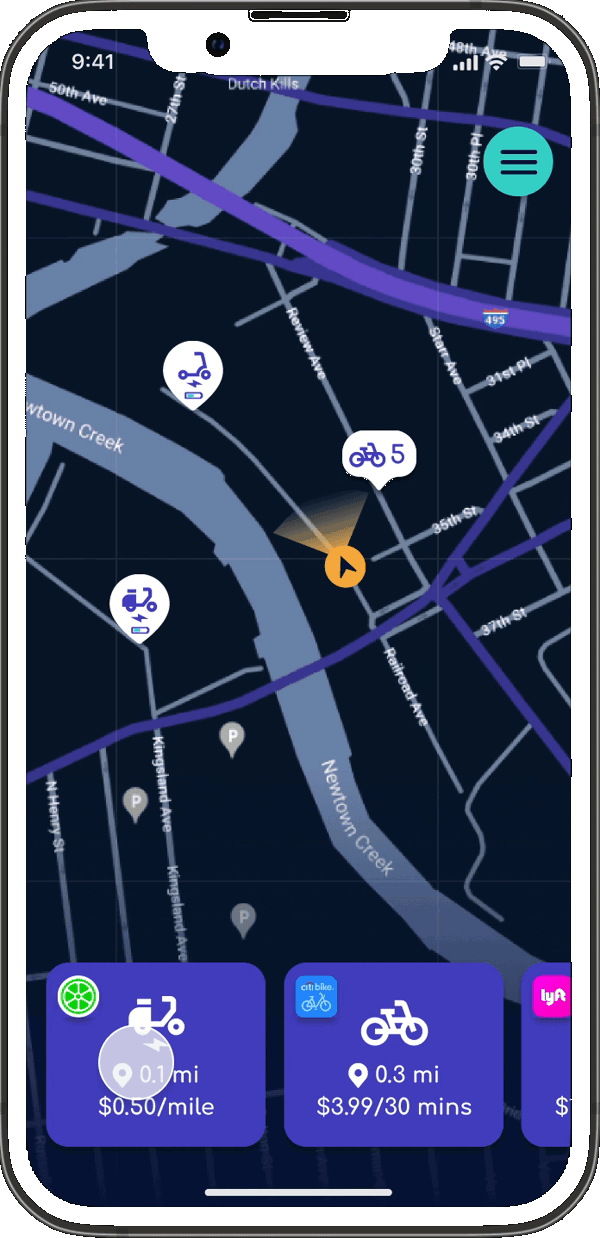 9:41
48th Ave
50th Ave
27th St
Dutch Kills
30th St
30th Pl
495
Review Ave
Starr Ave
31st Pl
34th St
wtown Creek
5
35th St
37th St
Railroad Ave
P
Kingsland Ave
N Henry St
P
Newtown Creek
Kingsland Ave
P
citi bike.
lyft
0.1 mi
$0.50/mile
0.3 mi
$3.99/30 mins
$